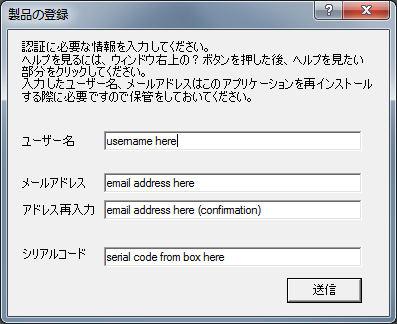 製品の登録
認証に必要な情報を入力してください。
ヘルプを見るには、ウィンドウ右上の？ボタンを押した後、ヘルプを見たい
部分をクリックしてください。
入力したユーザー名、メールアドレスはこのアプリケーションを再インストール
する際に必要ですので保管をしておいてください。
ユーザー名 username here
メールアドレス email address here
アドレス再入力 email address here (confirmation)
シリアルコード serial code from box here
送信